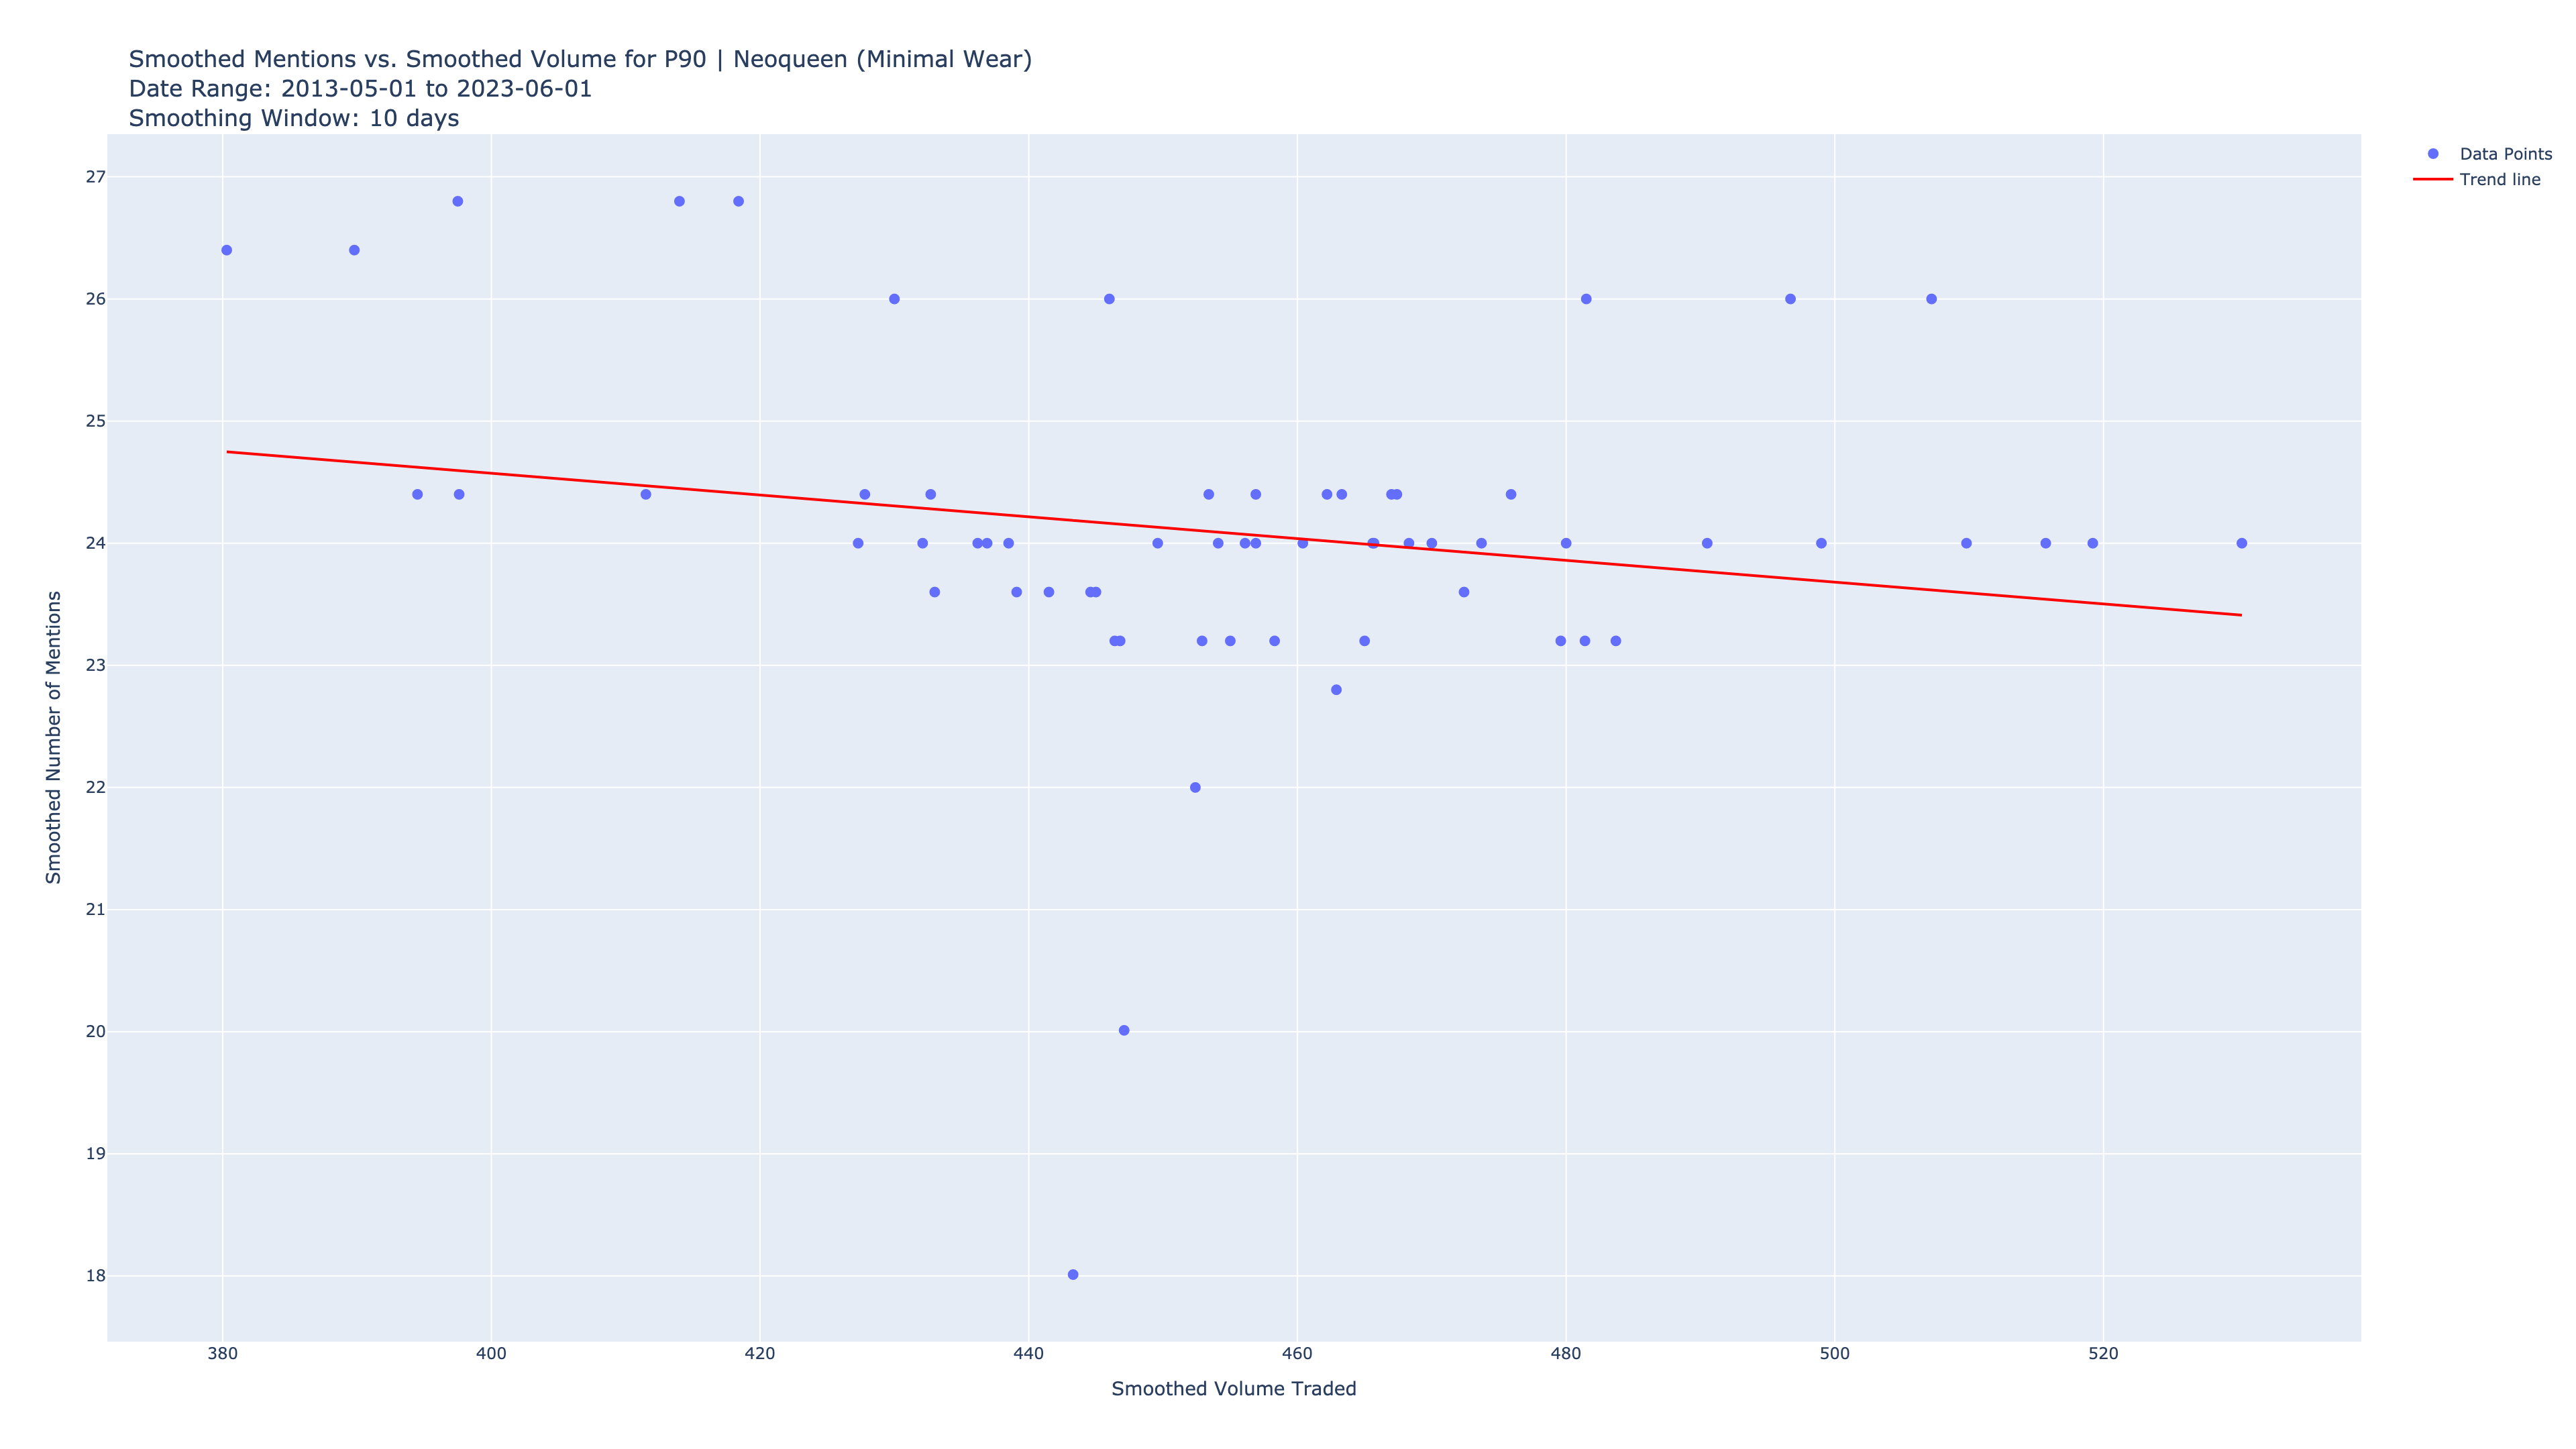 Smoothed Mentions vs. Smoothed Volume for P90 | Neoqueen (Minimal Wear)
Date Range: 2013-05-01 to 2023-06-01
Smoothing Window: 10 days
Data Points
Trend line
27
26
25
24
23
22
21
20
19
18
Smoothed Number of Mentions
380
400
420
440
460
480
500
520
Smoothed Volume Traded